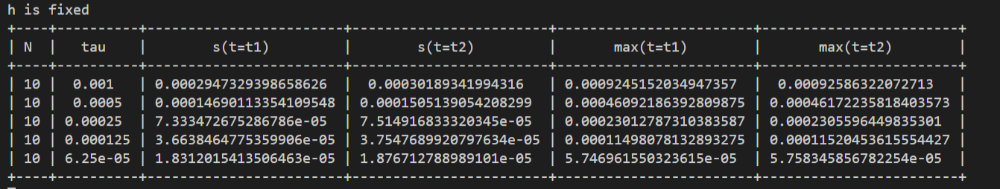 h is fixed
+----+----------+------------------------+------------------------+------------------------+------------------------+
| N | tau | s(t=t1) | s(t=t2) | max(t=t1) | max(t=t2) |
+----+----------+------------------------+------------------------+------------------------+------------------------+
| 10 | 0.001 | 0.0002947329398658626 | 0.00030189341994316 | 0.0009245152034947357 | 0.000925863220727​13 |
| 10 | 0.0005 | 0.00014690113354109548 | 0.0001505139054208299 | 0.00046092186392809875 | 0.00046172235818403573 |
| 10 | 0.00025 | 7.333472675286786e-05 | 7.514916833320345e-05 | 0.00023012787310383587 | 0.0002305596449835301 |
| 10 | 0.000125 | 3.6638464775359906e-05 | 3.7547689920797634e-05 | 0.00011498078132893275 | 0.00011520453615554427 |
| 10 | 6.25e-05 | 1.8312015413506463e-05 | 1.876712788989101e-05 | 5.746961550323615e-05 | 5.758345856782254e-05 |
+----+----------+------------------------+------------------------+------------------------+------------------------+